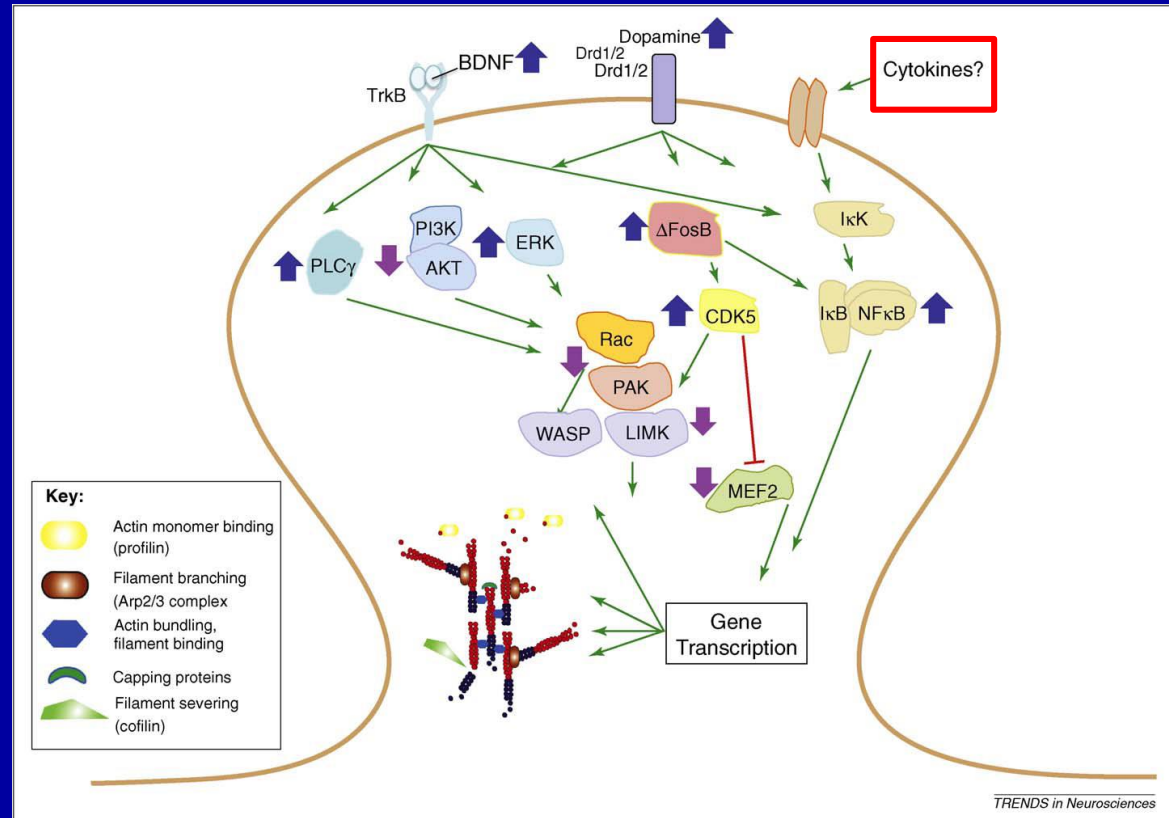 Dopamine
Drd1/2
Drd1/2
BDNF
TrkB
Cytokines?
PI3K
AKT
ERK
PLCγ
ΔFosB
IκK
CDK5
IκB
NFκB
Rac
PAK
WASP
LIMK
MEF2
Gene
Transcription
Key:
Actin monomer binding
(profilin)
Filament branching
(Arp2/3 complex
Actin bundling,
filament binding
Capping proteins
Filament severing
(cofilin)
TRENDS in Neurosciences